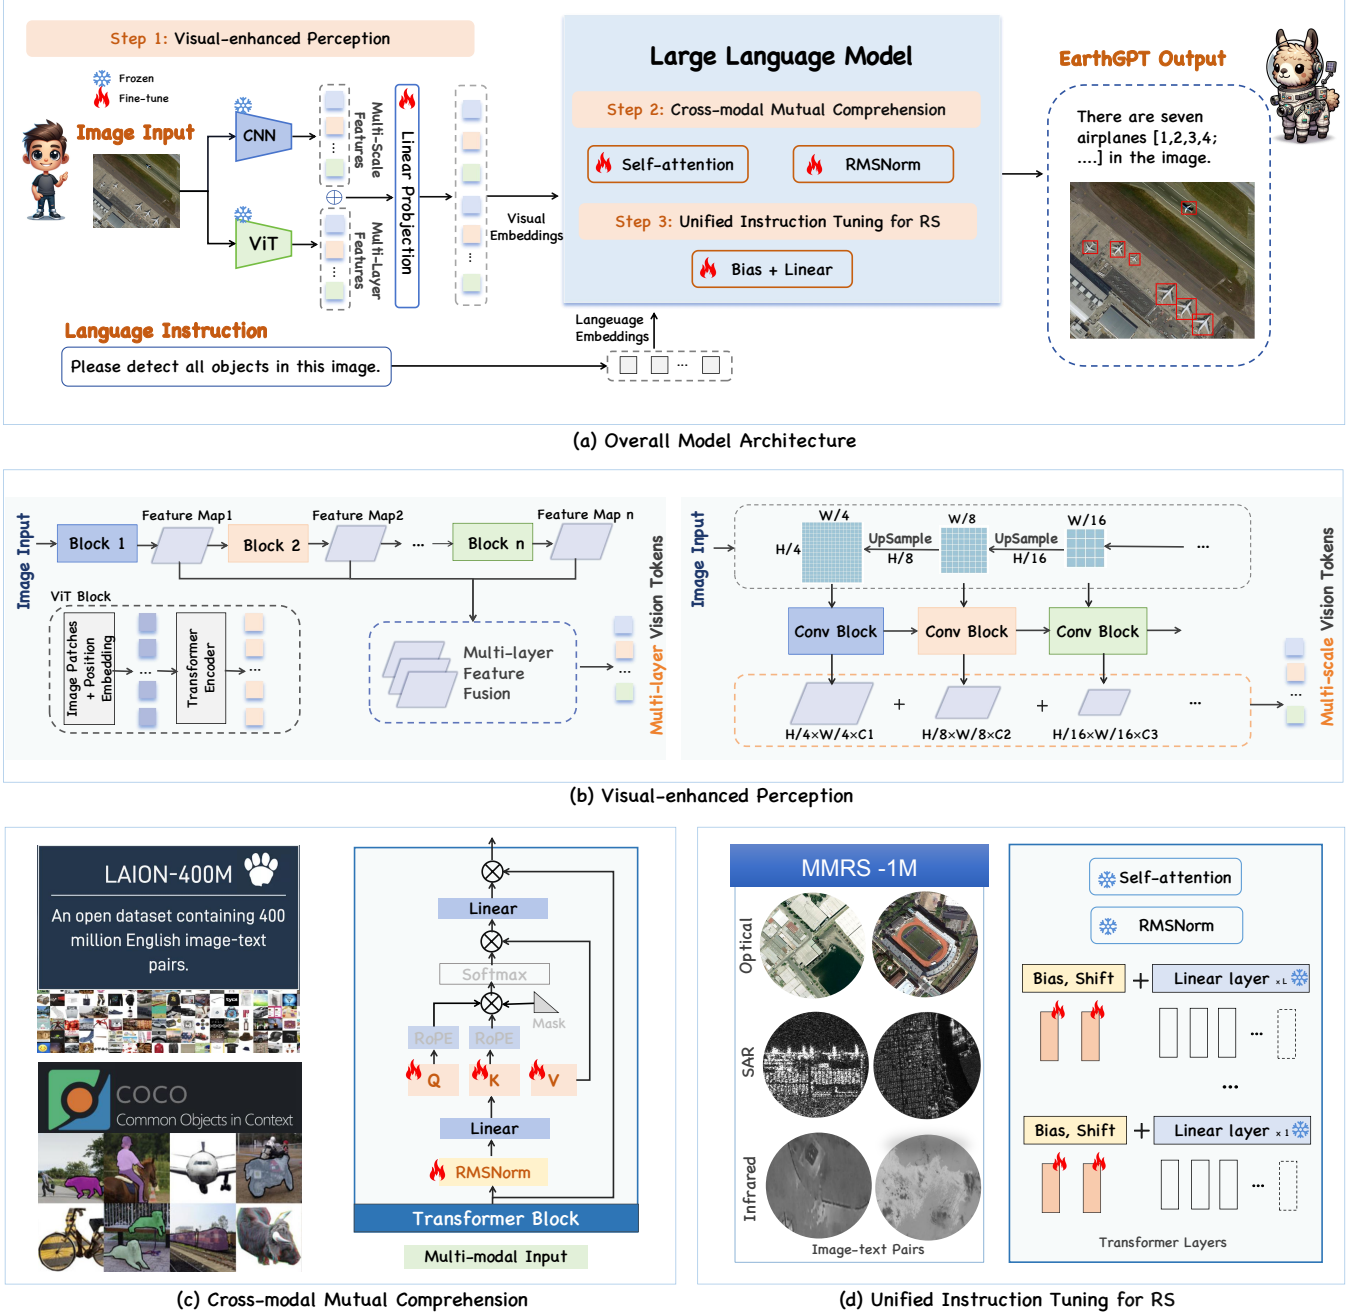 Step 1: Visual-enhanced Perception
Frozen
Fine-tune
Image Input
CNN
ViT
Multi-Scale
Features
Multi-Layer
Features
Linear Probjection
Visual
Embeddings
Large Language Model
Step 2: Cross-modal Mutual Comprehension
Self-attention
RMSNorm
Step 3: Unified Instruction Tuning for RS
Bias + Linear
EarthGPT Output
There are seven
airplanes [1,2,3,4;
....] in the image.
Language Instruction
Please detect all objects in this image.
Langeuage
Embeddings
...
(a) Overall Model Architecture
Image Input
Block 1
Feature Map1
Block 2
Feature Map2
...
Block n
Feature Map n
ViT Block
Image Patches
+ Position
Embedding
...
Transformer
Encoder
...
Multi-layer
Feature
Fusion
...
Multi-layer Vision Tokens
Image Input
W/4
H/4
UpSample
H/8
W/8
UpSample
H/16
W/16
...
Conv Block
Conv Block
Conv Block
+
+
...
H/4×W/4×C1
H/8×W/8×C2
H/16×W/16×C3
...
Multi-scale Vision Tokens
(b) Visual-enhanced Perception
LAION-400M
An open dataset containing 400
million English image-text
pairs.
COCO
Common Objects in Context
Linear
Softmax
Mask
RoPE
RoPE
Q
K
V
Linear
RMSNorm
Transformer Block
Multi-modal Input
(c) Cross-modal Mutual Comprehension
MMRS -1M
Optical
SAR
Infrared
Image-text Pairs
Self-attention
RMSNorm
Bias, Shift + Linear layer × L
...
...
Bias, Shift + Linear layer × 1
...
Transformer Layers
(d) Unified Instruction Tuning for RS